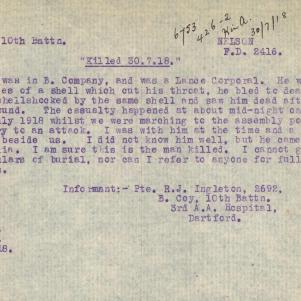 6753
426-2
Kin A.
30/7/18
10th Battn.
NELSON
P.D. 2416.
"Killed 30.7.18."
was in B. Company, and was a Lance Corporal. He w
es of a shell which cut his throat, he bled to dea
shellshocked by the same shell and saw him dead afte
und. The casualty happened at about mid-night on
uly 1918 whilst we were marching to the assembly po
y to an attack. I was with him at the time and a
beside us. I did not know him well, but he came
ia. I am sure this is the man killed. I cannot g
lars of burial, nor can I refer to anyone for full
s.
Informant:- Pte. R.J. Ingleton, 2692,
B. Coy, 10th Battn.
3rd A.A. Hospital,
Dartford.
.18.